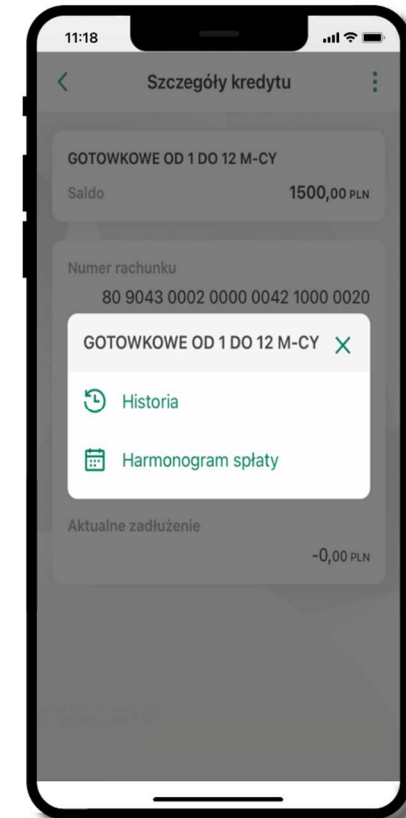 11:18
Szczegóły kredytu
GOTOWKOWE OD 1 DO 12 M-CY
Saldo 1500,00 PLN
Numer rachunku
80 9043 0002 0000 0042 1000 0020
GOTOWKOWE OD 1 DO 12 M-CY
Historia
Harmonogram spłaty
Aktualne zadłużenie
-0,00 PLN